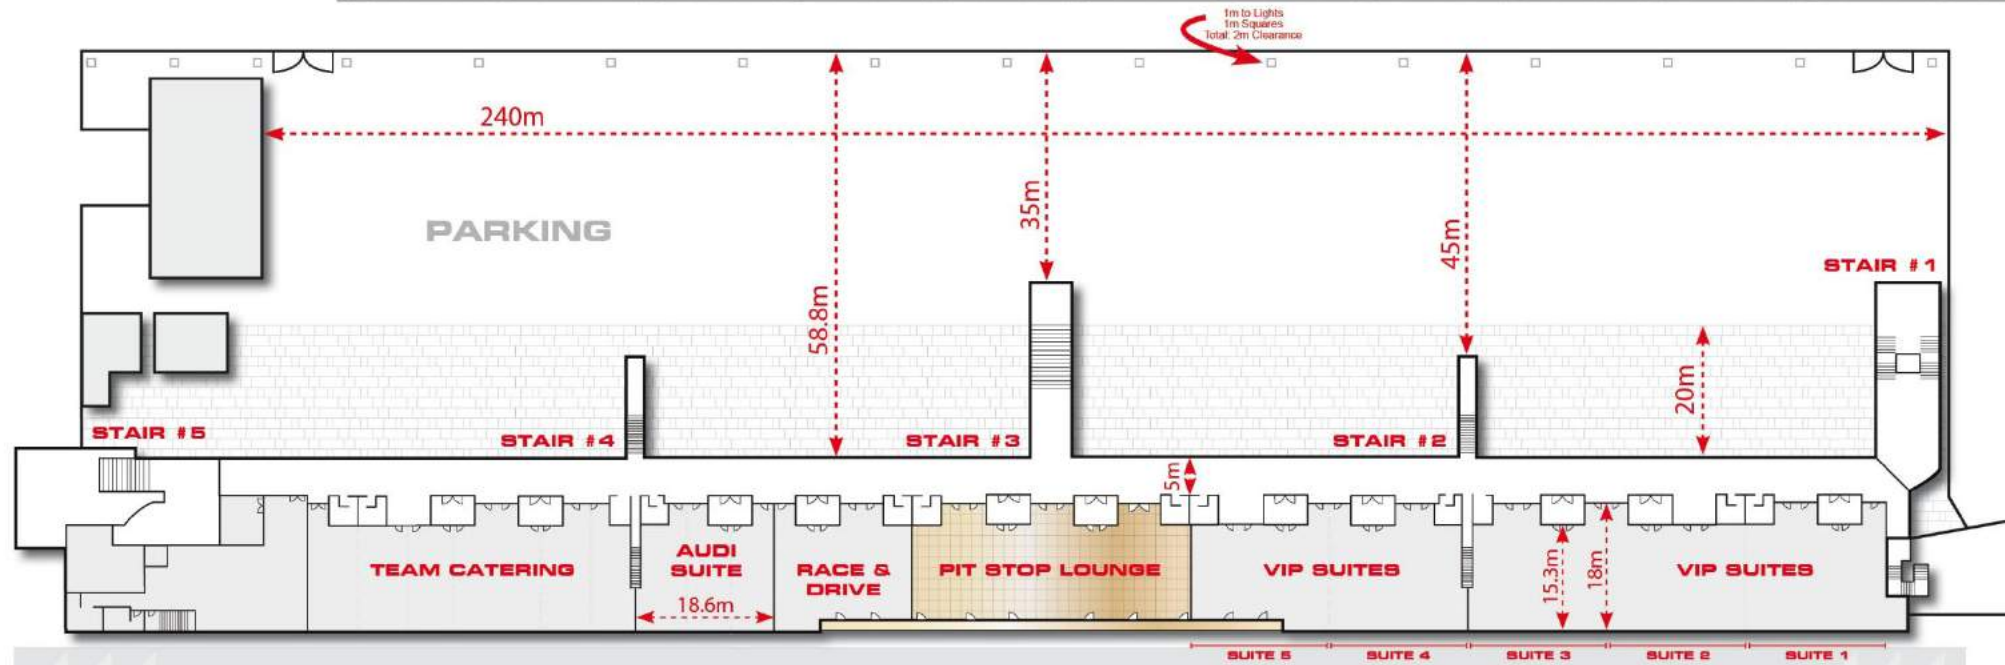 1m to Lights
1m Squares
Total: 2m Clearance
240m
PARKING
35m
45m
58.8m
STAIR #1
20m
STAIR #5
STAIR #4
STAIR #3
STAIR #2
5m
TEAM CATERING
AUDI
SUITE
18.6m
RACE &
DRIVE
PIT STOP LOUNGE
VIP SUITES
15.3m
18m
VIP SUITES
SUITE 5
SUITE 4
SUITE 3
SUITE 2
SUITE 1